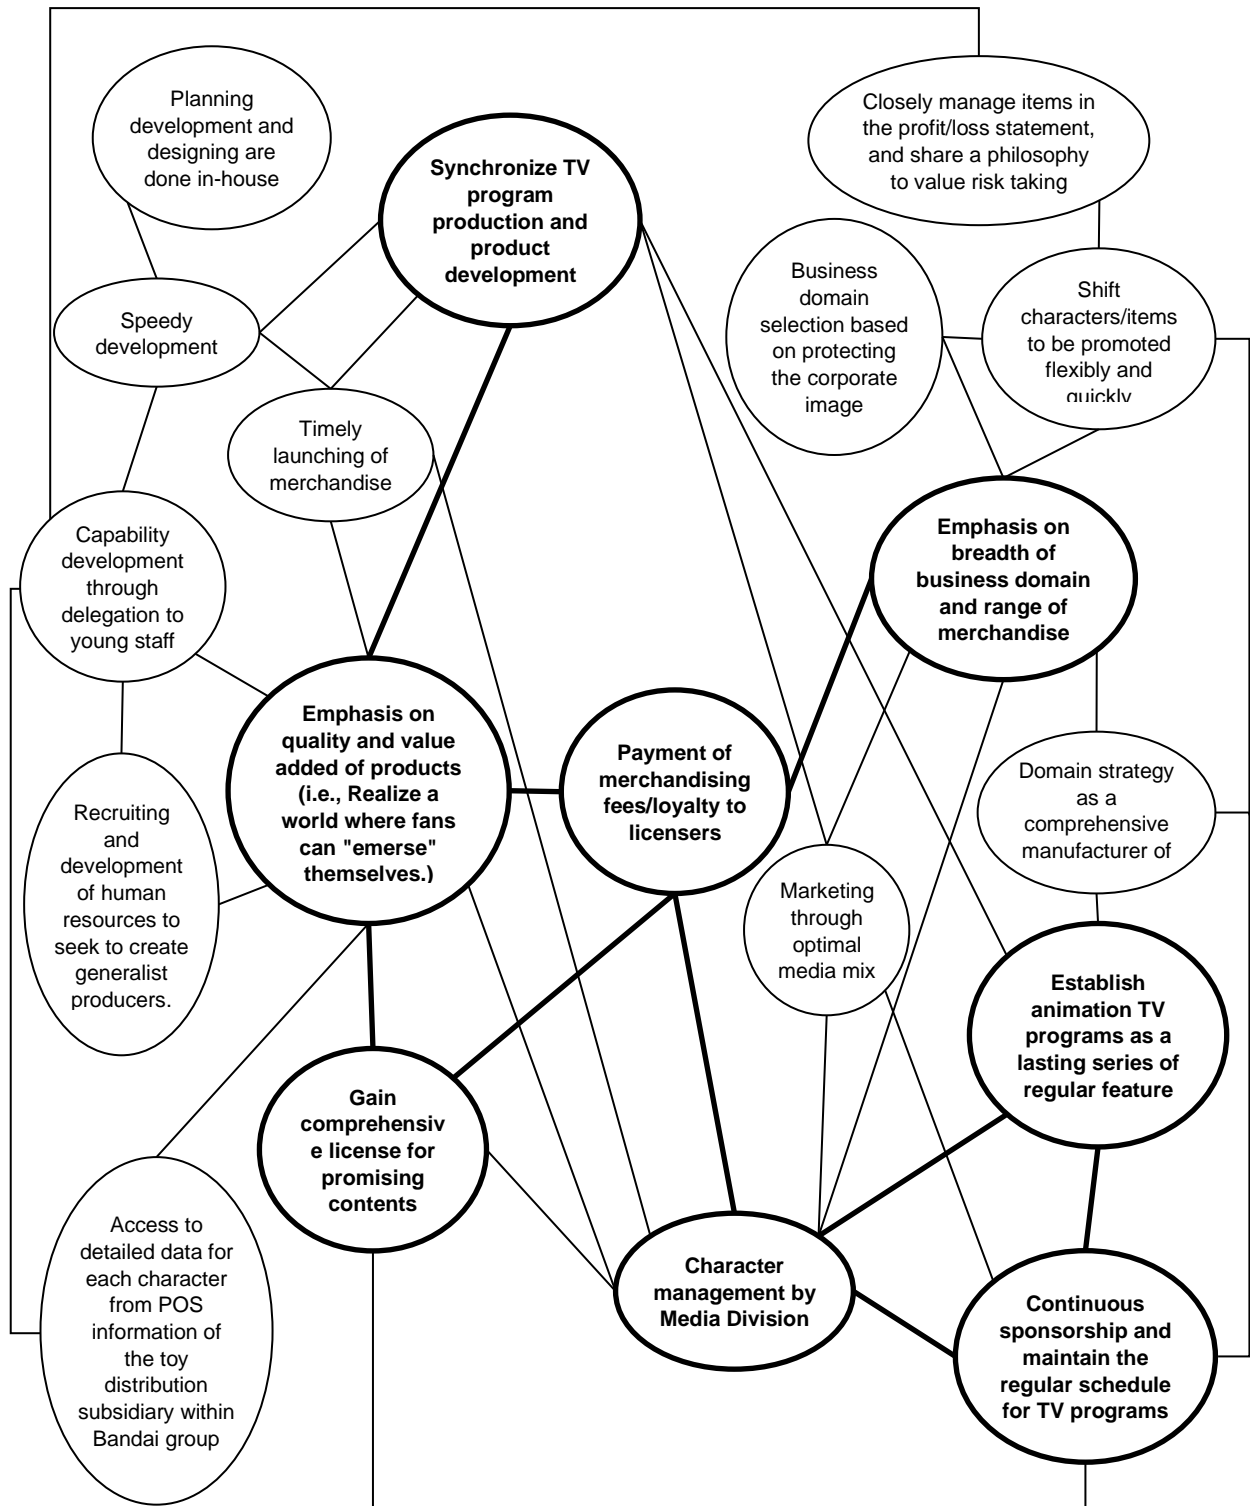 Planning
development and
designing are
done in-house
Closely manage items in
the profit/loss statement,
and share a philosophy
to value risk taking
Synchronize TV
program
production and
product
development
Business
domain
selection based
on protecting
the corporate
image
Shift
characters/items
to be promoted
flexibly and
quickly
Speedy
development
Timely
launching of
merchandise
Capability
development
through
delegation to
young staff
Emphasis on
breadth of
business domain
and range of
merchandise
Emphasis on
quality and value
added of products
(i.e., Realize a
world where fans
can "emerse"
themselves.)
Payment of
merchandising
fees/loyalty to
licensers
Domain strategy
as a
comprehensive
manufacturer of
Recruiting
and
development
of human
resources to
seek to create
generalist
producers.
Marketing
through
optimal
media mix
Establish
animation TV
programs as a
lasting series of
regular feature
Gain
comprehensiv
e license for
promising
contents
Access to
detailed data for
each character
from POS
information of
the toy
distribution
subsidiary within
Bandai group
Character
management by
Media Division
Continuous
sponsorship and
maintain the
regular schedule
for TV programs